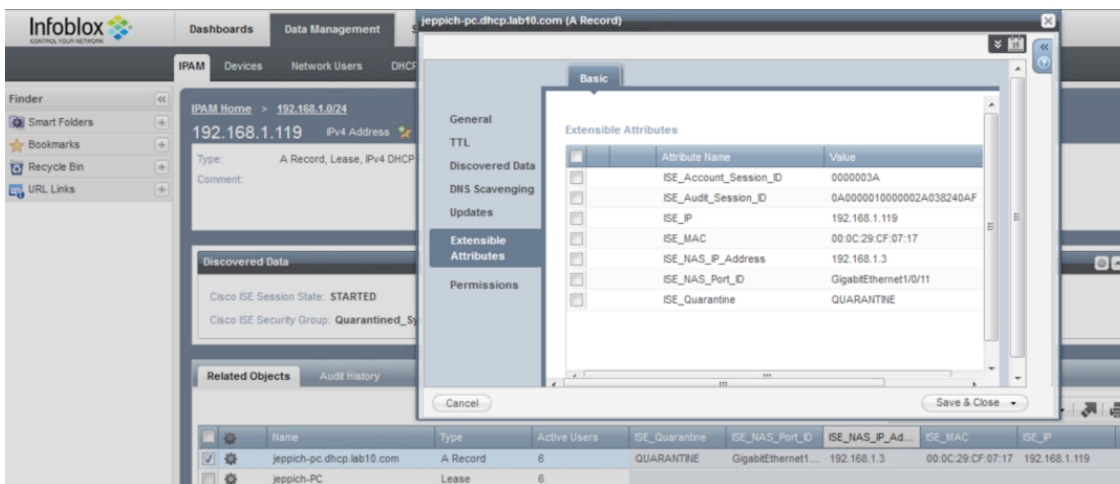 Infoblox
CONTROL YOUR NETWORK
Dashboards
Data Management
S
jeppich-pc.dhcp.lab10.com (A Record)
IPAM
Devices
Network Users
DHCP
Finder
Smart Folders
Bookmarks
Recycle Bin
URL Links
IPAM Home > 192.168.1.0/24
192.168.1.119 IPv4 Address
Type: A Record, Lease, IPv4 DHCP
Comment:
Discovered Data
Cisco ISE Session State: STARTED
Cisco ISE Security Group: Quarantined_Sy
Basic
General
TTL
Discovered Data
DNS Scavenging
Updates
Extensible
Attributes
Permissions
Extensible Attributes
Attribute Name Value
ISE_Account_Session_ID 0000003A
ISE_Audit_Session_ID 0A0000010000002A038240AF
ISE_IP 192.168.1.119
ISE_MAC 00:0C:29:CF:07:17
ISE_NAS_IP_Address 192.168.1.3
ISE_NAS_Port_ID GigabitEthernet1/0/11
ISE_Quarantine QUARANTINE
Cancel
Save & Close
Related Objects
Audit History
Name Type Active Users ISE_Quarantine ISE_NAS_Port_ID ISE_NAS_IP_Ad... ISE_MAC ISE_IP
jeppich-pc.dhcp.lab10.com A Record 6 QUARANTINE GigabitEthernet1... 192.168.1.3 00:0C:29:CF:07:17 192.168.1.119
jeppich-PC Lease 6